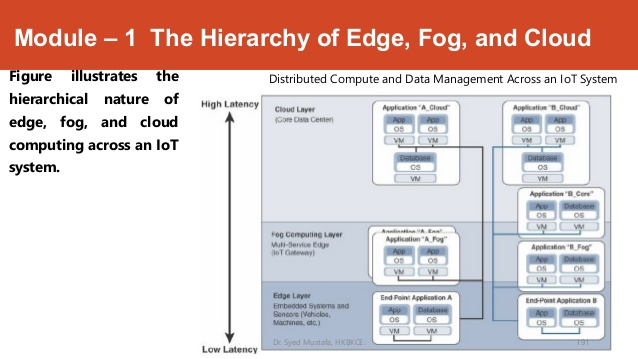 Module – 1 The Hierarchy of Edge, Fog, and Cloud
Figure illustrates the
hierarchical nature of
edge, fog, and cloud
computing across an IoT
system.
Distributed Compute and Data Management Across an IoT System
High Latency
Low Latency
Cloud Layer
(Core Data Center)
Application "A_Cloud"
App App
OS OS
VM VM
Database
OS
VM
Application "B_Cloud"
App App
OS OS
VM VM
Database
OS
VM
Application "B_Core"
App Database
OS OS
VM VM
Fog Computing Layer
Multi-Service Edge
(IoT Gateway)
Application "A_Fog"
Application "A_Fog"
App App
OS OS
VM VM
Application "B_Fog"
App Database
OS OS
VM VM
Edge Layer
Embedded Systems and
Sensors (Vehicles,
Machines, etc.)
End-Point Application A
App Database
OS OS
VM VM
End-Point Application B
App Database
OS OS
Dr. Syed Mustafa, HKBKCE.
191